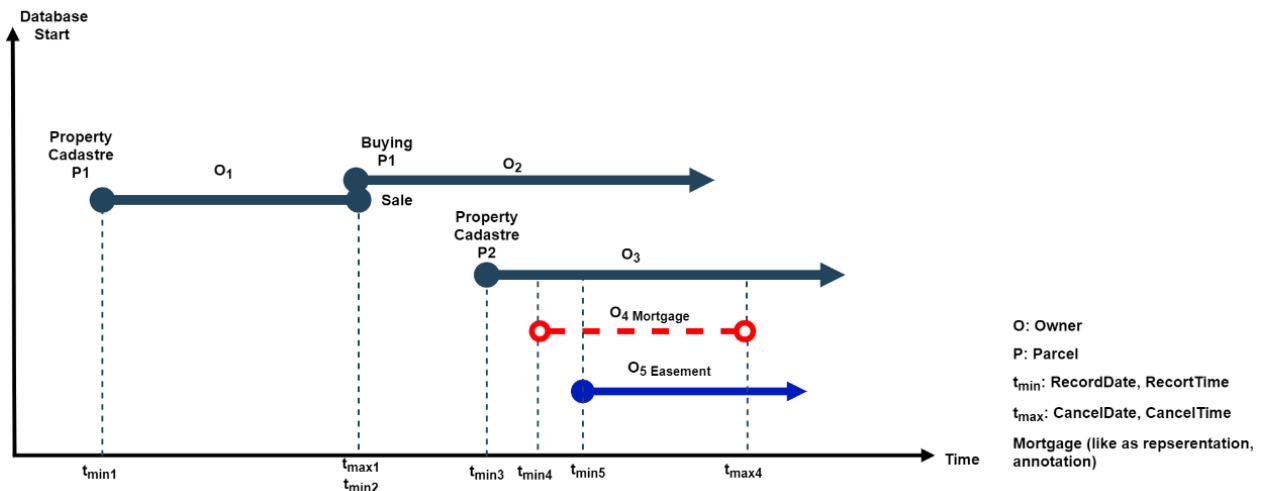 Database
Start
Property
Cadastre
P1
O1
Buying
P1
O2
Sale
Property
Cadastre
P2
O3
O4 Mortgage
O5 Easement
O: Owner
P: Parcel
tmin: RecordDate, RecortTime
tmax: CancelDate, CancelTime
Mortgage (like as repserentation,
annotation)
tmin1
tmax1
tmin2
tmin3
tmin4
tmin5
tmax4
Time